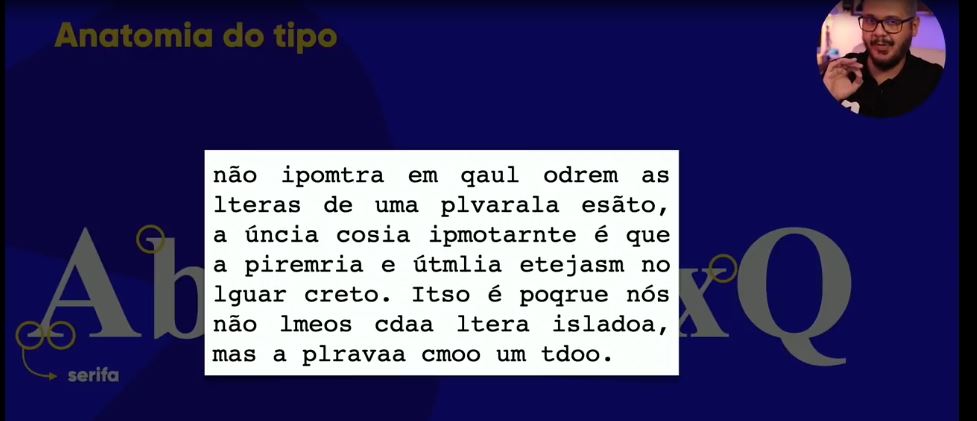 Anatomia do tipo
não ipomtra em qaul odrem as
lteras de uma plvarala esãto,
a úncia cosia ipmotarnte é que
a piremria e útmlia etejasm no
lguar creto. Itso é poqrue nós
não lmeos cdaa ltera isladoa,
mas a plravaa cmoo um tdoo.
Ab xQ
serifa